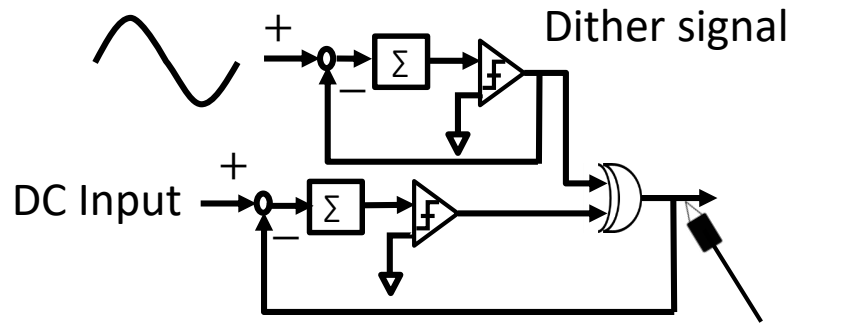 Dither signal
+
Σ
−
+
DC Input
Σ
−